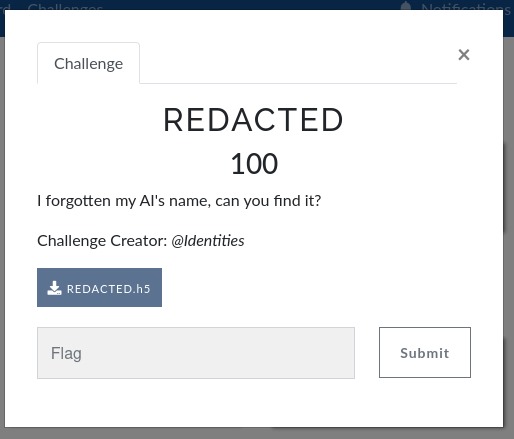 Challenges
Notifications
Challenge
×
REDACTED
100
I forgotten my AI's name, can you find it?
Challenge Creator: @Identities
REDACTED.h5
Flag
Submit